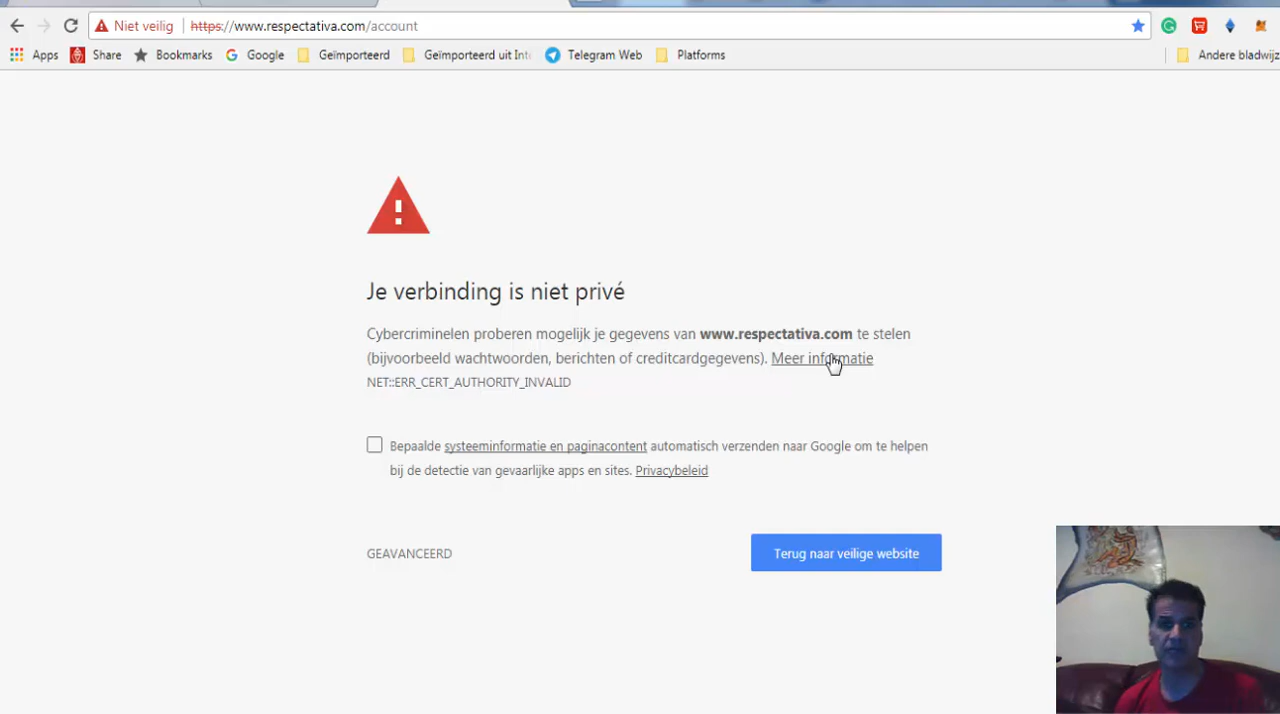 Niet veilig https://www.respectativa.com/account
Apps Share Bookmarks Google Geïmporteerd Geïmporteerd uit Inte Telegram Web Platforms Andere bladwijz
Je verbinding is niet privé
Cybercriminelen proberen mogelijk je gegevens van www.respectativa.com te stelen
(bijvoorbeeld wachtwoorden, berichten of creditcardgegevens). Meer informatie
NET::ERR_CERT_AUTHORITY_INVALID
Bepaalde systeeminformatie en paginacontent automatisch verzenden naar Google om te helpen
bij de detectie van gevaarlijke apps en sites. Privacybeleid
GEAVANCEERD Terug naar veilige website